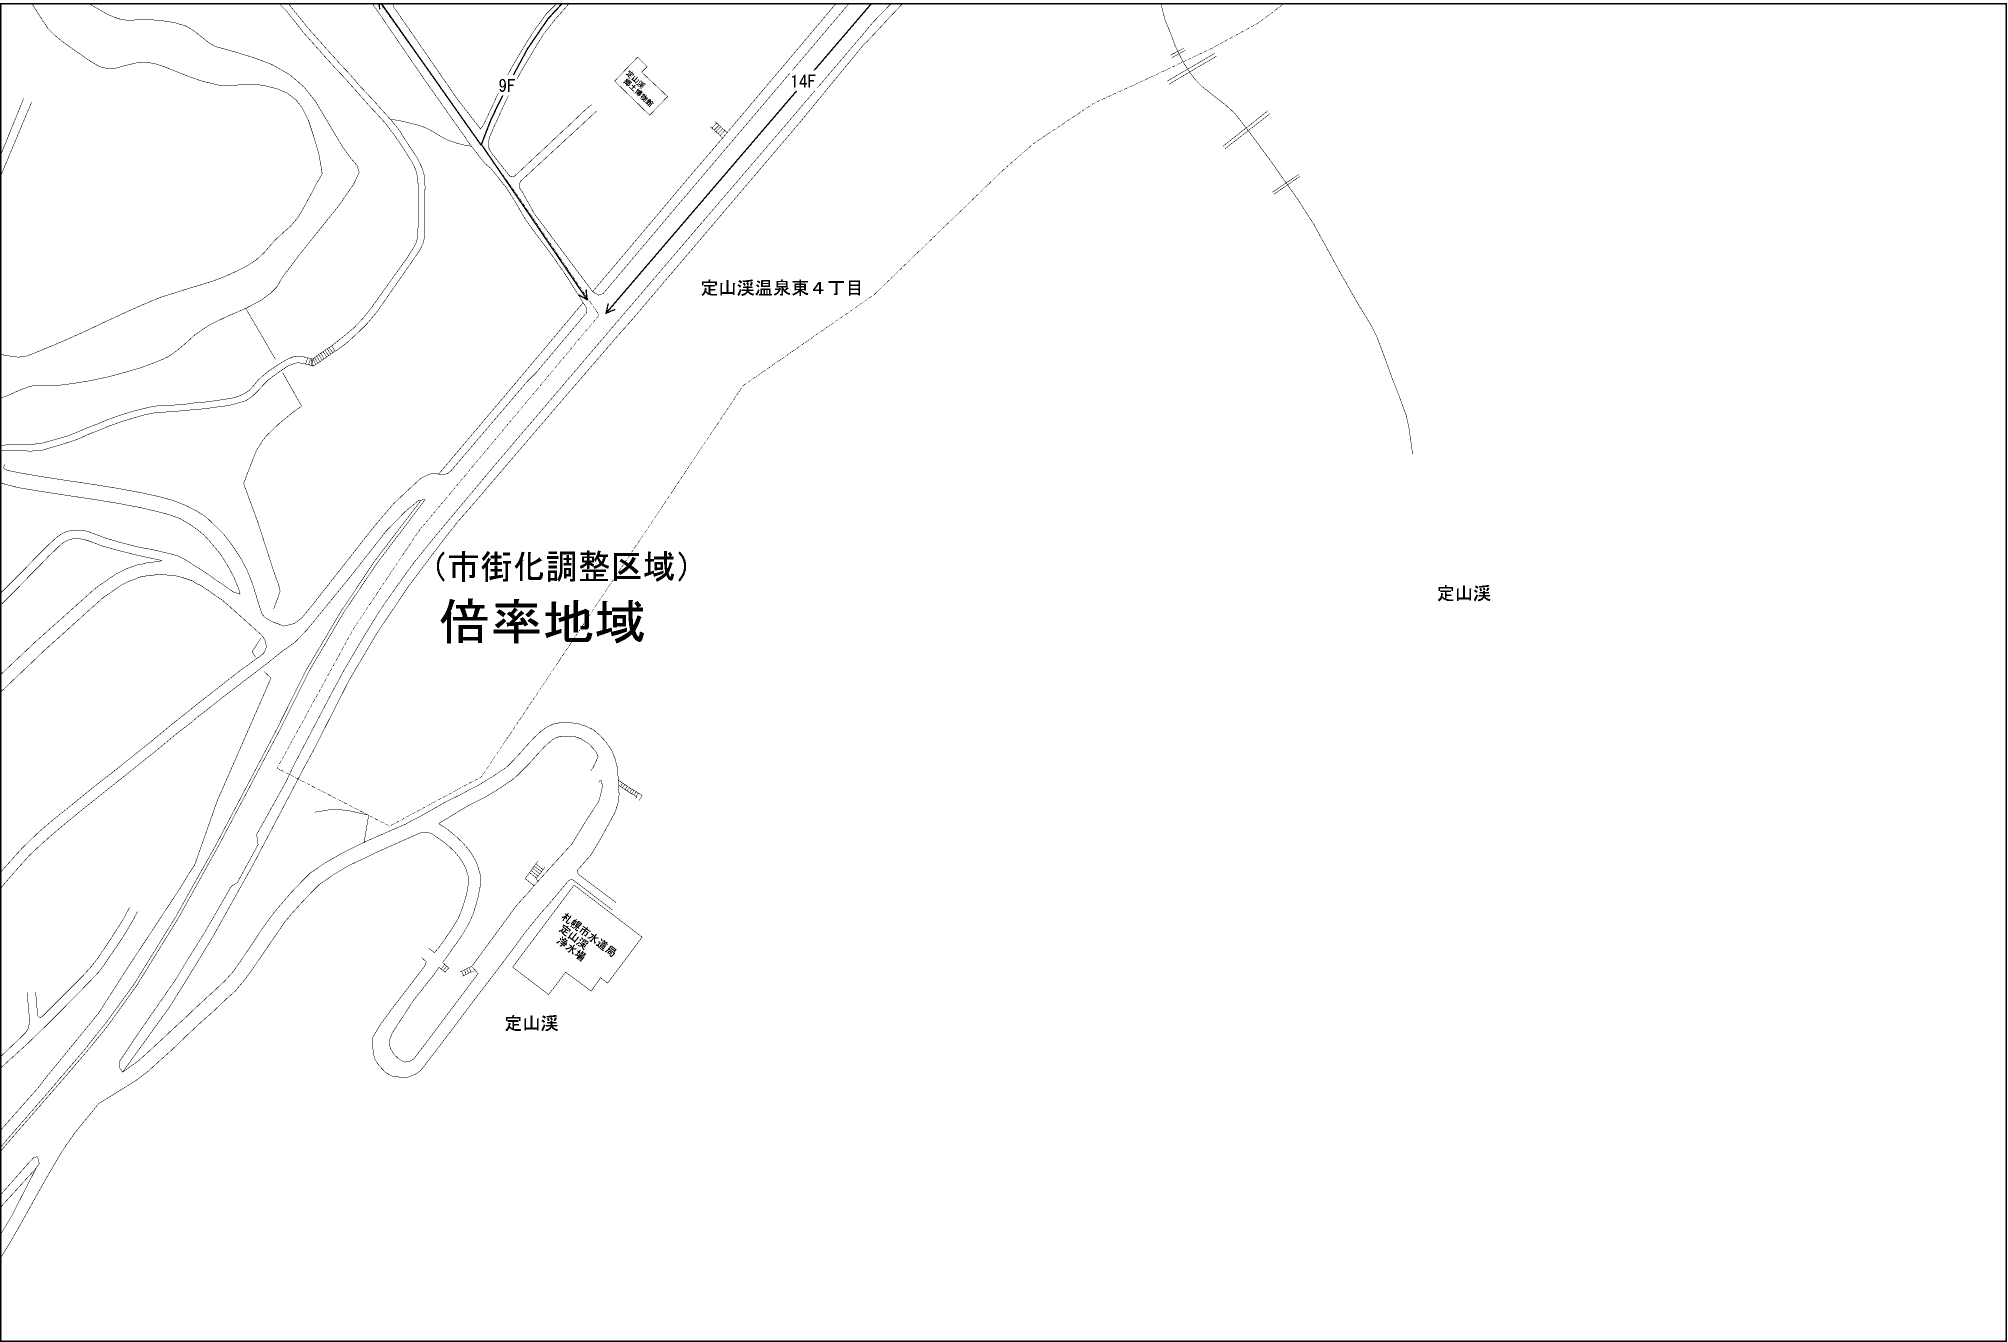 9F
14F
定山渓
郷土博物館
定山渓温泉東４丁目
（市街化調整区域）
倍率地域
定山渓
札幌市水道局
定山渓
浄水場
定山渓